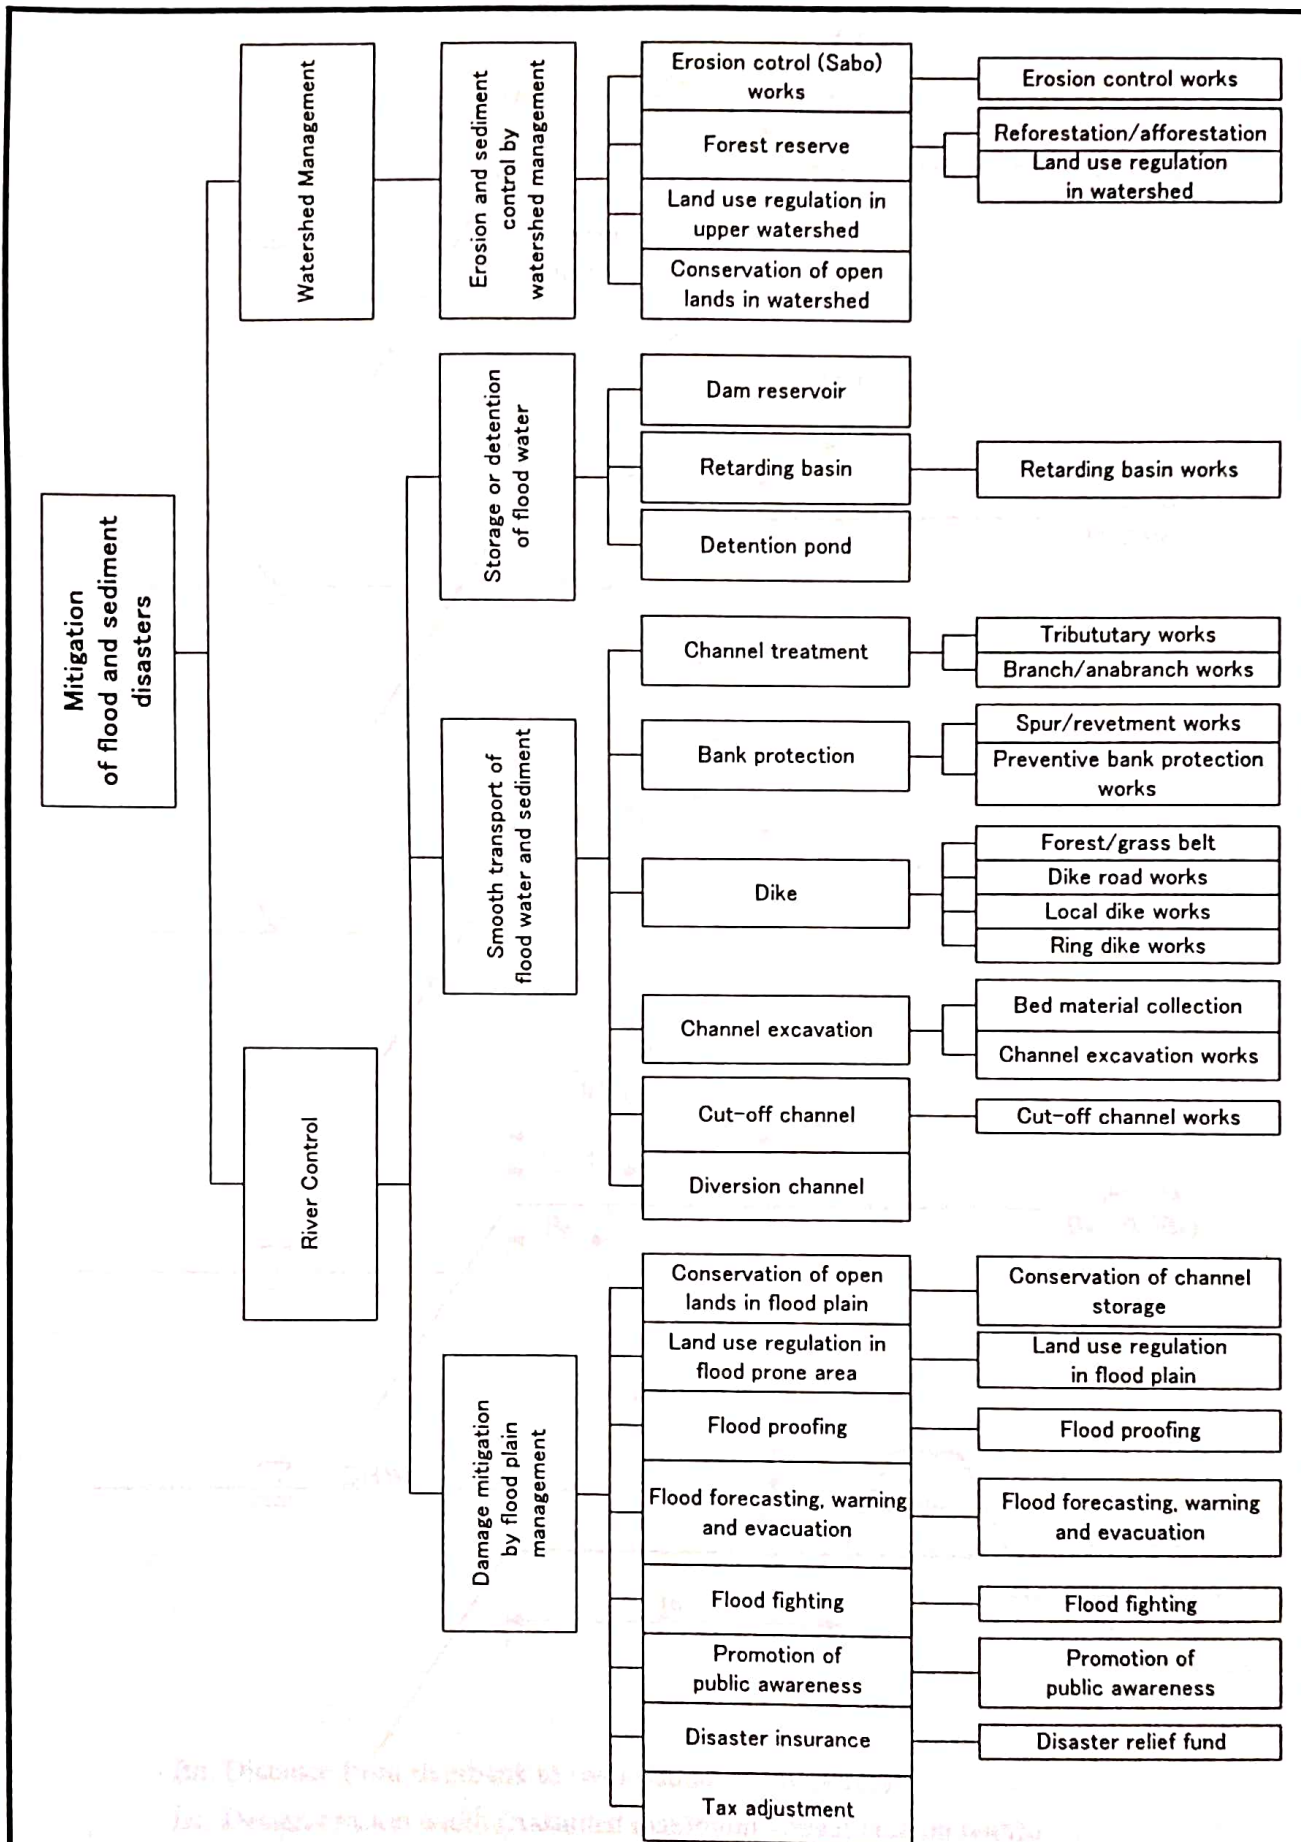 Mitigation
of flood and sediment
disasters
Watershed Management
River Control
Erosion and sediment
control by
watershed management
Storage or detention
of flood water
Smooth transport of
flood water and sediment
Damage mitigation
by flood plain
management
Erosion cotrol (Sabo)
works
Forest reserve
Land use regulation in
upper watershed
Conservation of open
lands in watershed
Dam reservoir
Retarding basin
Detention pond
Channel treatment
Bank protection
Dike
Channel excavation
Cut-off channel
Diversion channel
Conservation of open
lands in flood plain
Land use regulation in
flood prone area
Flood proofing
Flood forecasting, warning
and evacuation
Flood fighting
Promotion of
public awareness
Disaster insurance
Tax adjustment
Erosion control works
Reforestation/afforestation
Land use regulation
in watershed
Retarding basin works
Tribututary works
Branch/anabranch works
Spur/revetment works
Preventive bank protection
works
Forest/grass belt
Dike road works
Local dike works
Ring dike works
Bed material collection
Channel excavation works
Cut-off channel works
Conservation of channel
storage
Land use regulation
in flood plain
Flood proofing
Flood forecasting, warning
and evacuation
Flood fighting
Promotion of
public awareness
Disaster relief fund